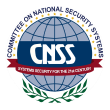 COMMITTEE ON NATIONAL SECURITY SYSTEMS
CNSS
SYSTEMS SECURITY FOR THE 21ST CENTURY